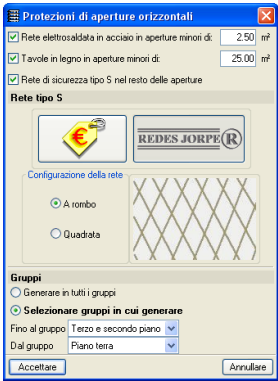 Protezioni di aperture orizzontali
Rete elettrosaldata in acciaio in aperture minori di: 2.50 m²
Tavole in legno in aperture minori di: 25.00 m²
Rete di sicurezza tipo S nel resto delle aperture
Rete tipo S
€
REDES JORPE R
Configurazione della rete
A rombo
Quadrata
Gruppi
Generare in tutti i gruppi
Selezionare gruppi in cui generare
Fino al gruppo Terzo e secondo piano
Dal gruppo Piano terra
Accettare Annullare